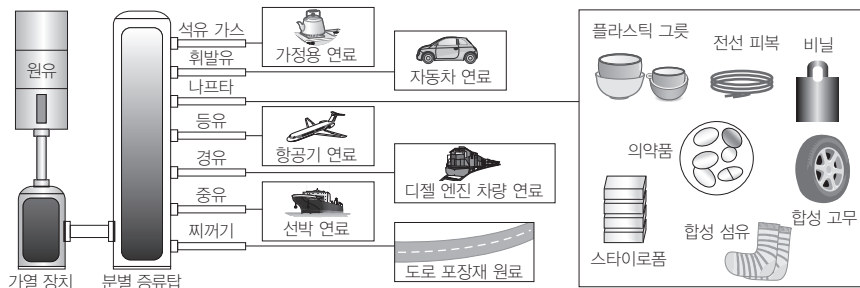 원유
가열 장치
분별 증류탑
석유 가스
가정용 연료
휘발유
자동차 연료
나프타
등유
항공기 연료
경유
디젤 엔진 차량 연료
중유
선박 연료
찌꺼기
도로 포장재 원료
플라스틱 그릇
전선 피복
비닐
의약품
합성 고무
스타이로폼
합성 섬유